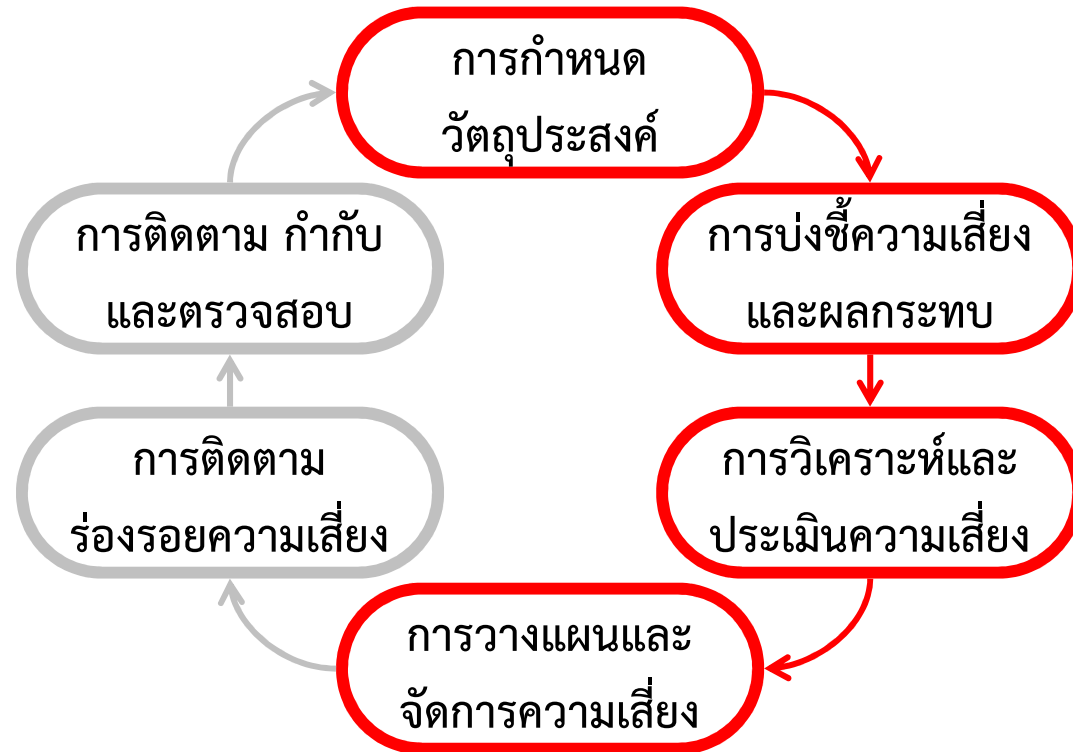 การกำหนด
วัตถุประสงค์
การบ่งชี้ความเสี่ยง
และผลกระทบ
การวิเคราะห์และ
ประเมินความเสี่ยง
การวางแผนและ
จัดการความเสี่ยง
การติดตาม
ร่องรอยความเสี่ยง
การติดตาม กำกับ
และตรวจสอบ